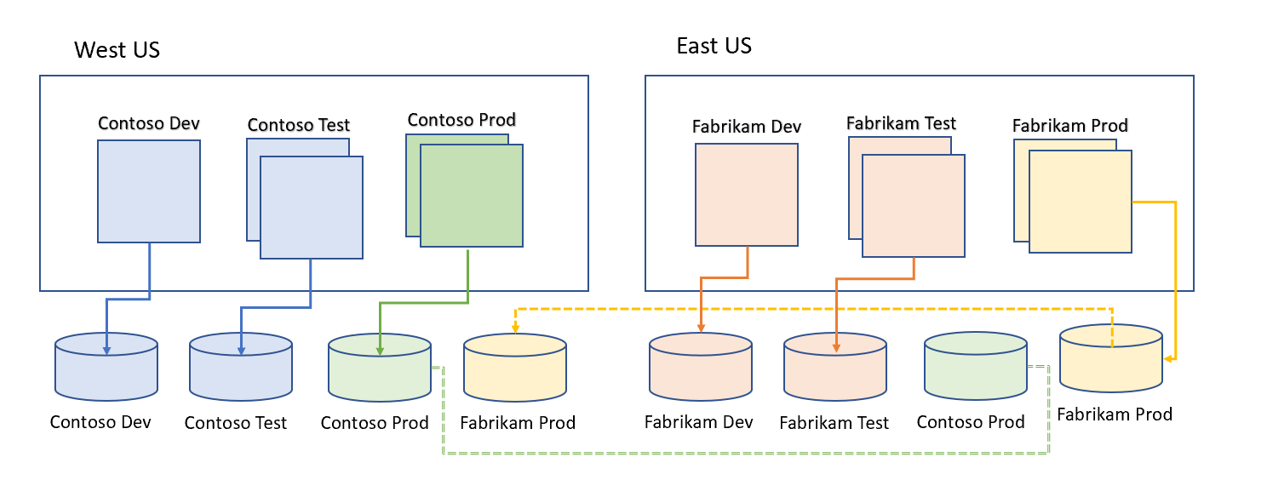 West US
East US
Contoso Dev
Contoso Test
Contoso Prod
Fabrikam Dev
Fabrikam Test
Fabrikam Prod
Contoso Dev
Contoso Test
Contoso Prod
Fabrikam Prod
Fabrikam Dev
Fabrikam Test
Contoso Prod
Fabrikam Prod